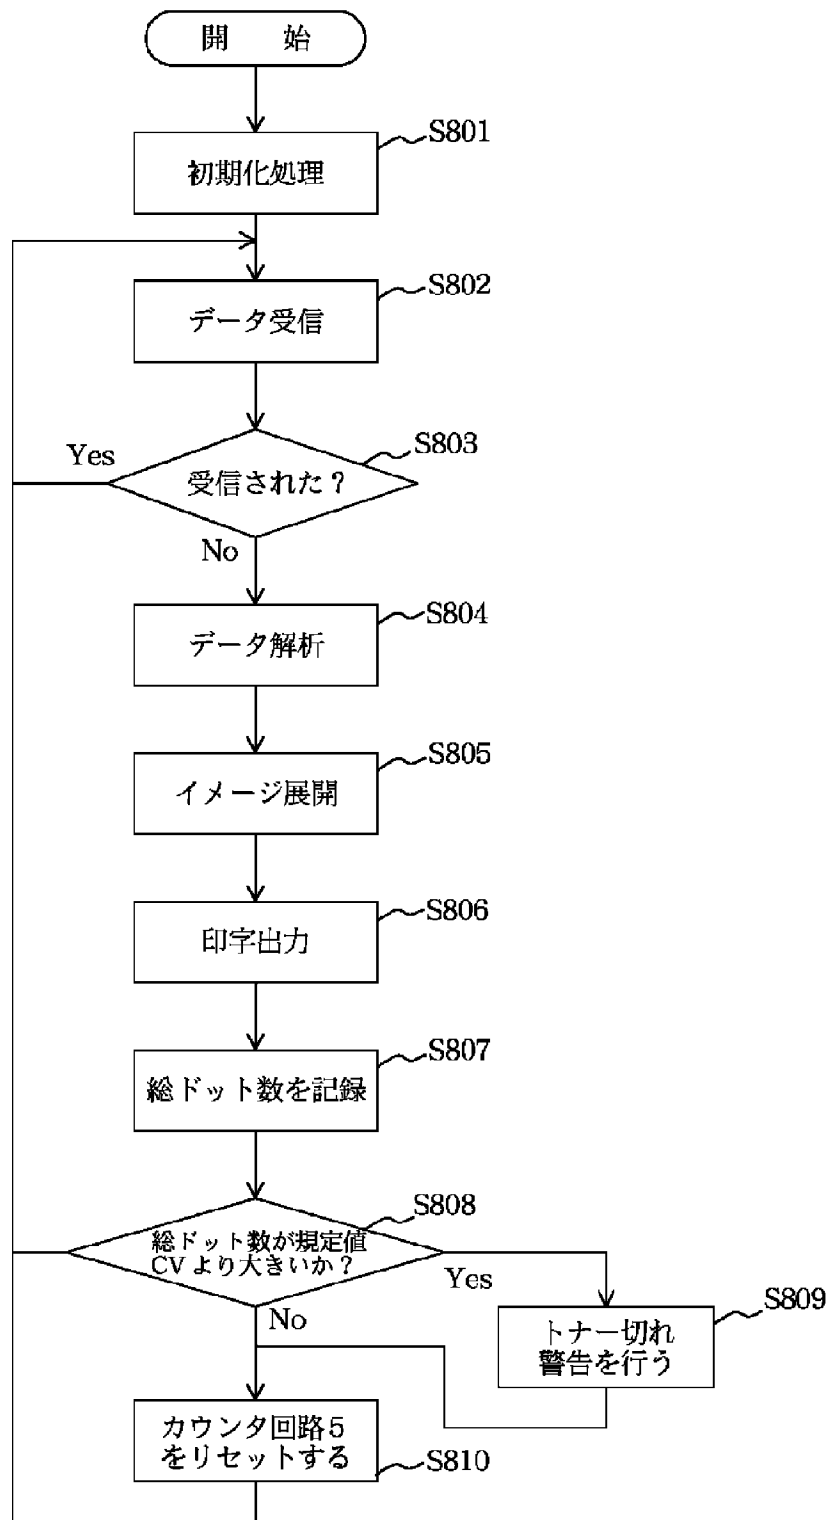 開　始
S801
初期化処理
S802
データ受信
S803
Yes
受信された？
No
S804
データ解析
S805
イメージ展開
S806
印字出力
S807
総ドット数を記録
S808
総ドット数が規定値
CVより大きいか？
Yes
No
S809
トナー切れ
警告を行う
カウンタ回路5
をリセットする
S810